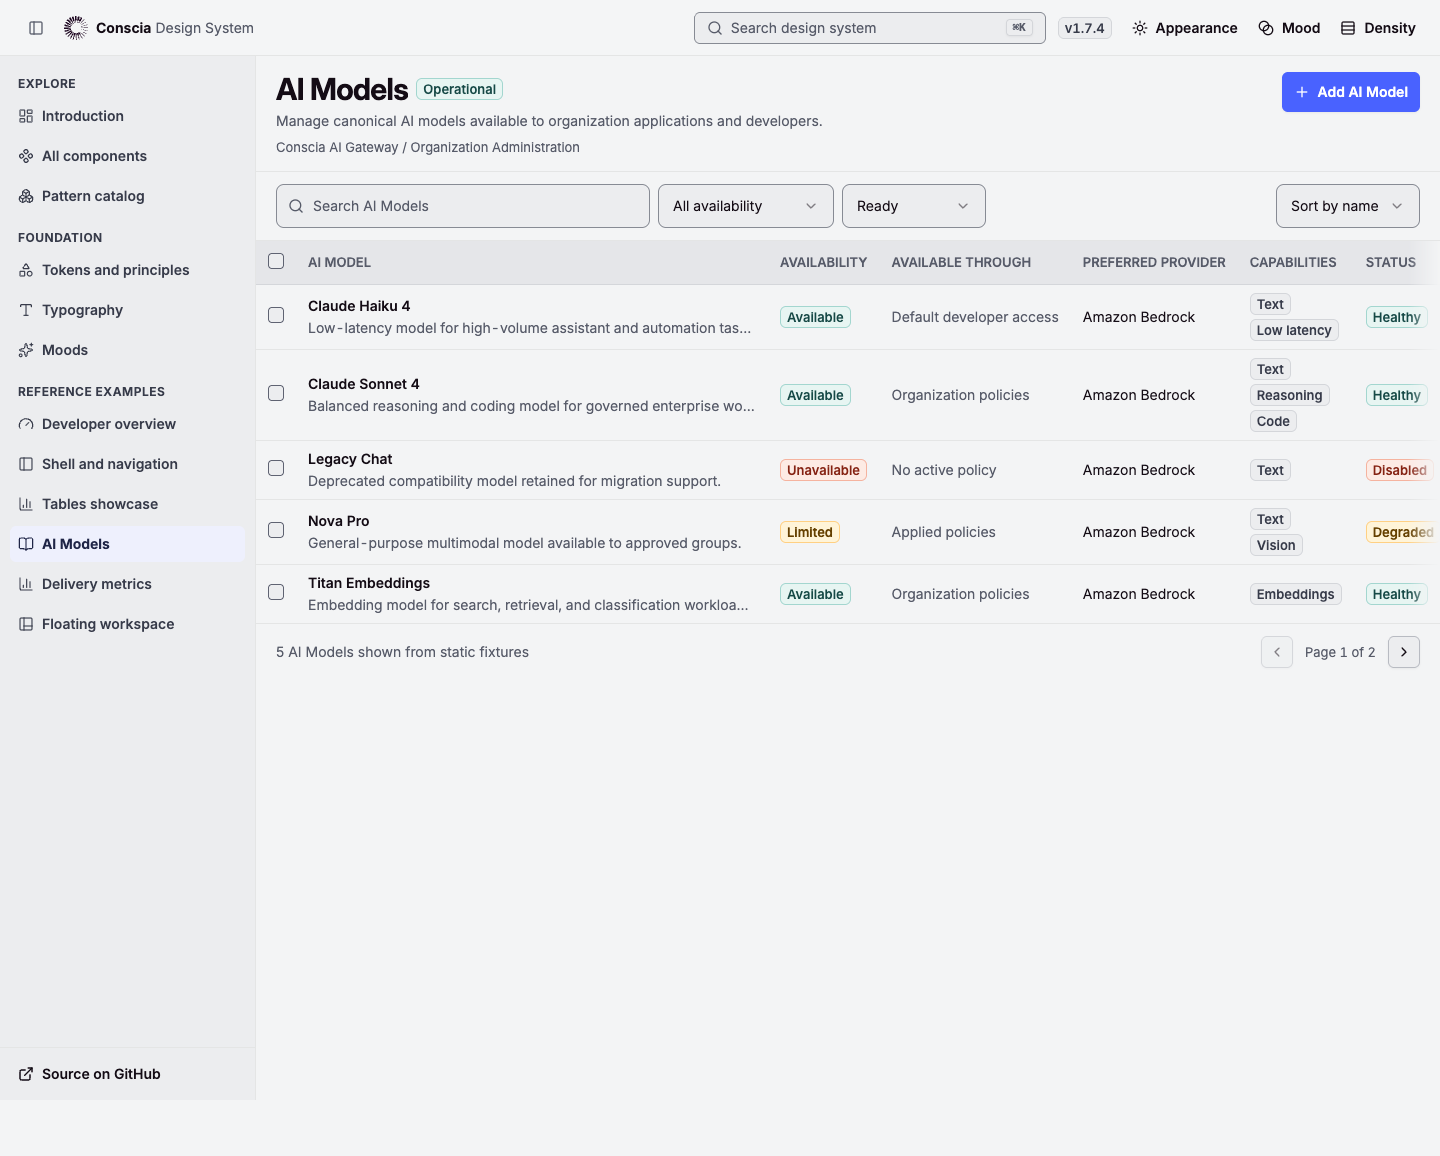 Conscia Design System
Search design system
⌘K
v1.7.4
Appearance
Mood
Density
EXPLORE
Introduction
All components
Pattern catalog
FOUNDATION
Tokens and principles
Typography
Moods
REFERENCE EXAMPLES
Developer overview
Shell and navigation
Tables showcase
AI Models
Delivery metrics
Floating workspace
Source on GitHub
AI Models
Operational
Manage canonical AI models available to organization applications and developers.
Conscia AI Gateway / Organization Administration
Add AI Model
Search AI Models
All availability
Ready
Sort by name
AI MODEL
AVAILABILITY
AVAILABLE THROUGH
PREFERRED PROVIDER
CAPABILITIES
STATUS
Claude Haiku 4
Low-latency model for high-volume assistant and automation tas...
Available
Default developer access
Amazon Bedrock
Text
Low latency
Healthy
Claude Sonnet 4
Balanced reasoning and coding model for governed enterprise wo...
Available
Organization policies
Amazon Bedrock
Text
Reasoning
Code
Healthy
Legacy Chat
Deprecated compatibility model retained for migration support.
Unavailable
No active policy
Amazon Bedrock
Text
Disabled
Nova Pro
General-purpose multimodal model available to approved groups.
Limited
Applied policies
Amazon Bedrock
Text
Vision
Degraded
Titan Embeddings
Embedding model for search, retrieval, and classification workloa...
Available
Organization policies
Amazon Bedrock
Embeddings
Healthy
5 AI Models shown from static fixtures
Page 1 of 2